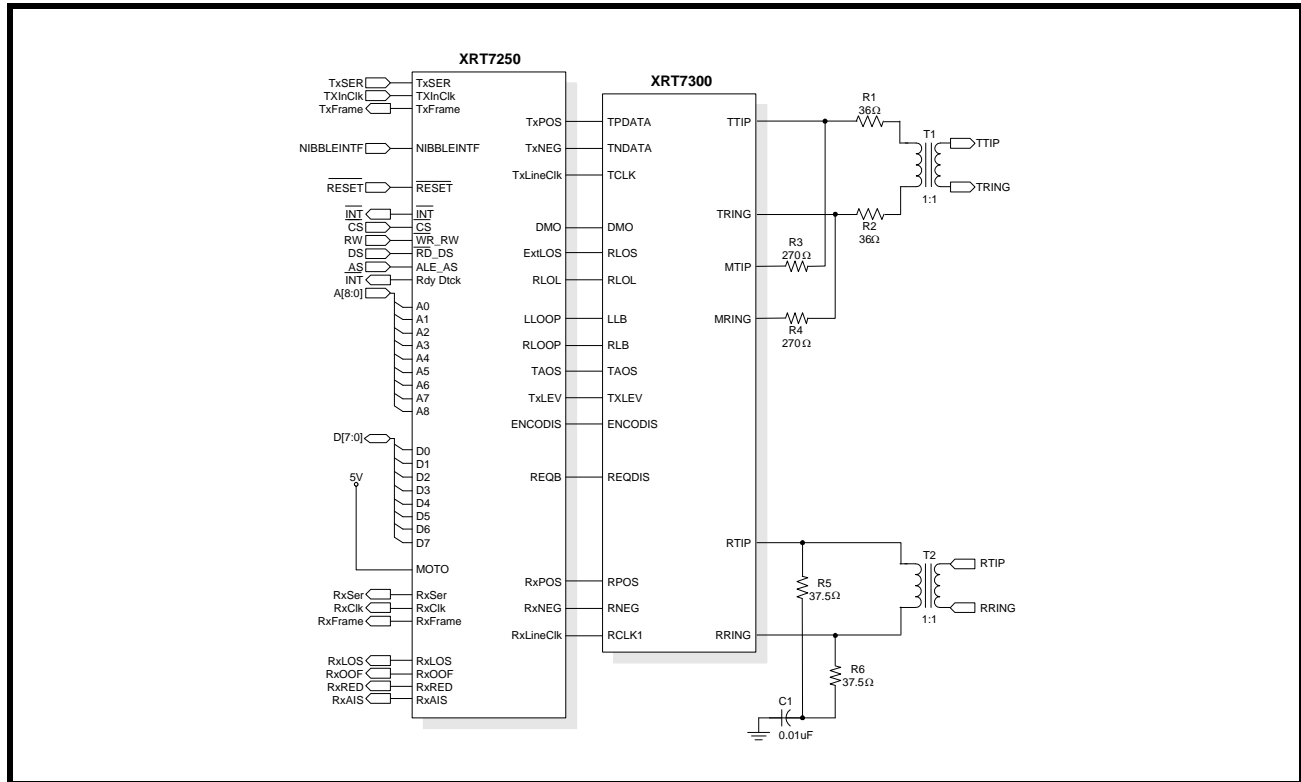 XRT7250
XRT7300
TxSER TxSER
TXInClk TXInClk
TxFrame TxFrame
NIBBLEINTF NIBBLEINTF
RESET RESET
INT INT
CS CS
RW WR_RW
DS RD_DS
AS ALE_AS
INT Rdy Dtck
A[8:0]
A0
A1
A2
A3
A4
A5
A6
A7
A8
D[7:0]
D0
D1
D2
D3
D4
D5
D6
D7
5V
MOTO
RxSer RxSer
RxClk RxClk
RxFrame RxFrame
RxLOS RxLOS
RxOOF RxOOF
RxRED RxRED
RxAIS RxAIS
TxPOS TPDATA
TxNEG TNDATA
TxLineClk TCLK
DMO DMO
ExtLOS RLOS
RLOL RLOL
LLOOP LLB
RLOOP RLB
TAOS TAOS
TxLEV TXLEV
ENCODIS ENCODIS
REQB REQDIS
RxPOS RPOS
RxNEG RNEG
RxLineClk RCLK1
TTIP
TRING
MTIP
MRING
RTIP
RRING
R1
36Ω
T1
TTIP
TRING
1:1
R2
36Ω
R3
270Ω
R4
270Ω
T2
RTIP
RRING
1:1
R5
37.5Ω
R6
37.5Ω
C1
0.01uF